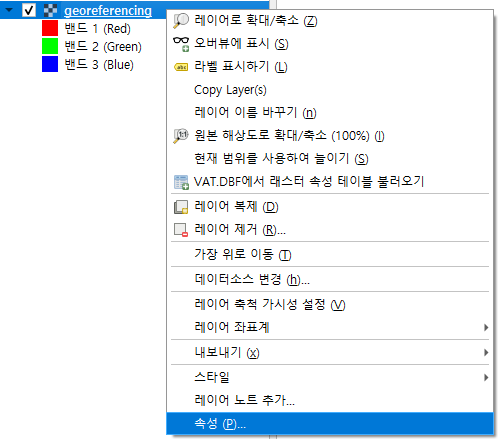 georeferencing
밴드 1 (Red)
밴드 2 (Green)
밴드 3 (Blue)
레이어로 확대/축소 (Z)
오버뷰에 표시 (S)
abc 라벨 표시하기 (L)
Copy Layer(s)
레이어 이름 바꾸기 (n)
1:1 원본 해상도로 확대/축소 (100%) (I)
현재 범위를 사용하여 늘이기 (S)
VAT.DBF에서 래스터 속성 테이블 불러오기
레이어 복제 (D)
레이어 제거 (R)...
가장 위로 이동 (T)
데이터소스 변경 (h)...
레이어 축척 가시성 설정 (V)
레이어 좌표계
내보내기 (x)
스타일
레이어 노트 추가...
속성 (P)...